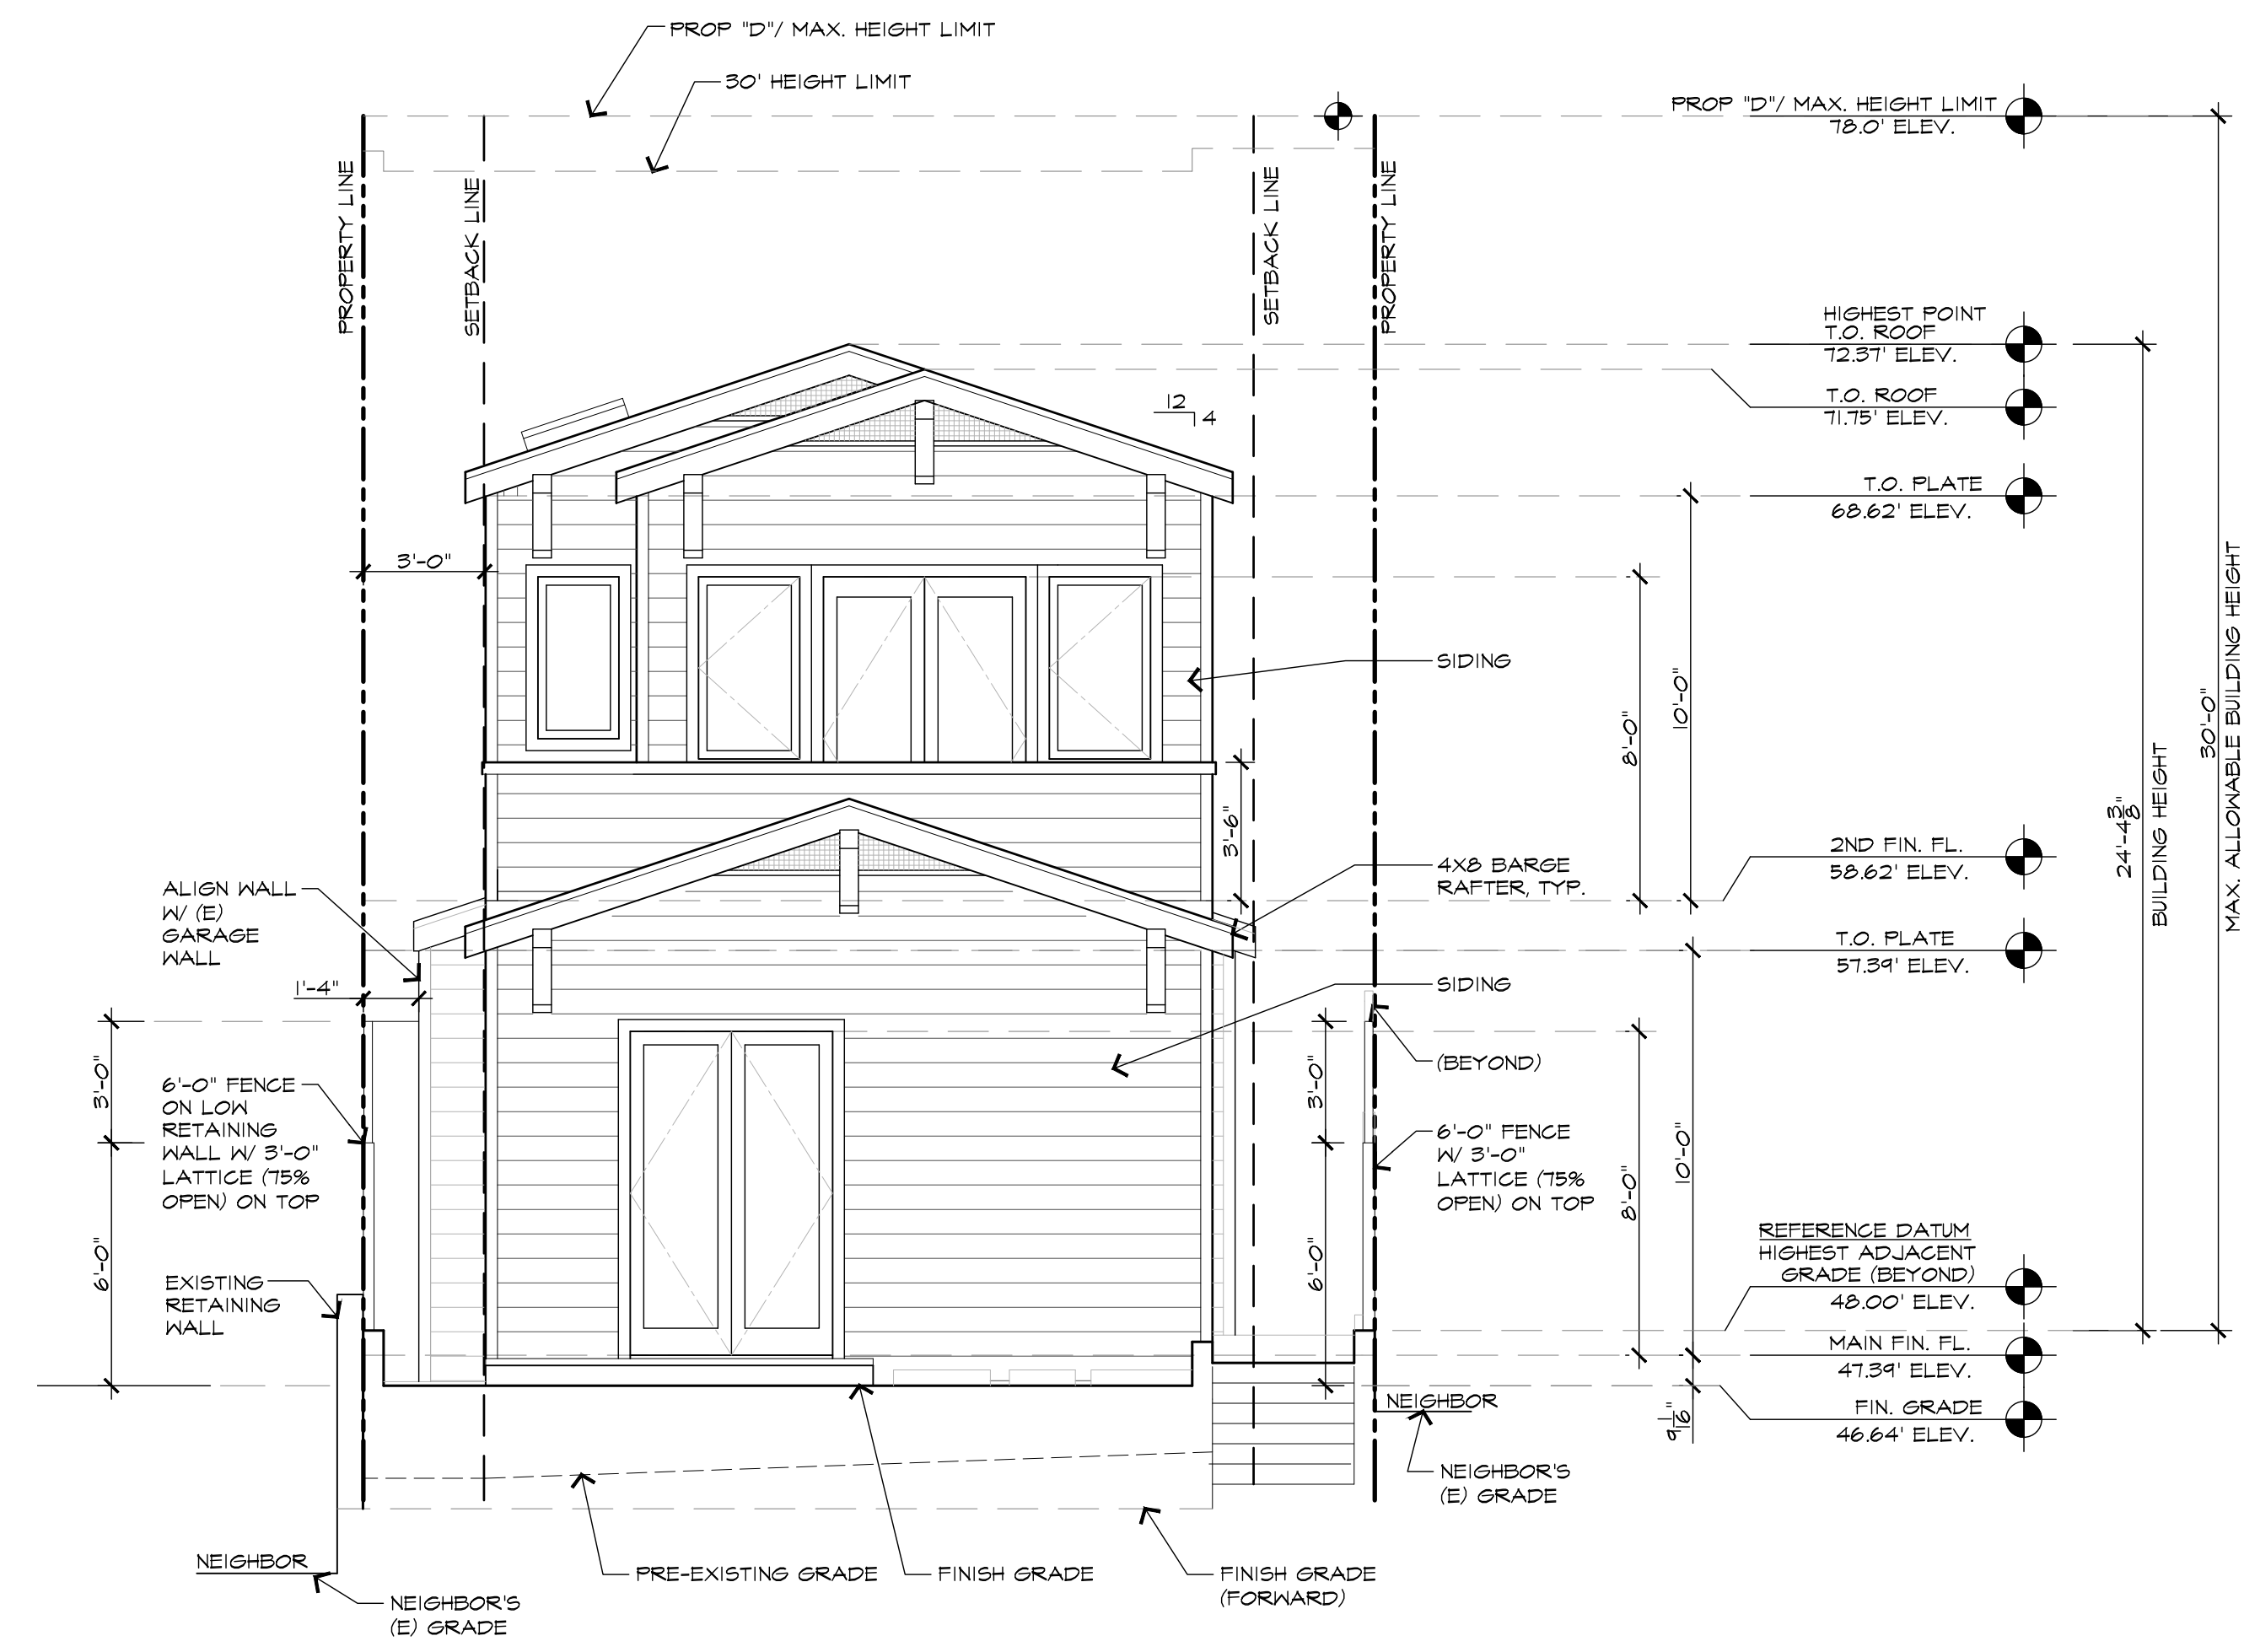 PROP "D"/ MAX. HEIGHT LIMIT
30' HEIGHT LIMIT
PROP "D"/ MAX. HEIGHT LIMIT
78.0' ELEV.
PROPERTY LINE
SETBACK LINE
SETBACK LINE
PROPERTY LINE
HIGHEST POINT
T.O. ROOF
72.37' ELEV.
T.O. ROOF
71.75' ELEV.
12
4
T.O. PLATE
68.62' ELEV.
3'-0"
SIDING
8'-0"
10'-0"
30'-0"
MAX. ALLOWABLE BUILDING HEIGHT
24'-4 3/8"
BUILDING HEIGHT
3'-6"
2ND FIN. FL.
58.62' ELEV.
4X8 BARGE
RAFTER, TYP.
ALIGN WALL
W/ (E)
GARAGE
WALL
T.O. PLATE
57.39' ELEV.
1'-4"
SIDING
3'-0"
6'-0"
6'-0" FENCE
ON LOW
RETAINING
WALL W/ 3'-0"
LATTICE (75%
OPEN) ON TOP
3'-0"
6'-0"
(BEYOND)
6'-0" FENCE
W/ 3'-0"
LATTICE (75%
OPEN) ON TOP
8'-0"
10'-0"
EXISTING
RETAINING
WALL
REFERENCE DATUM
HIGHEST ADJACENT
GRADE (BEYOND)
48.00' ELEV.
MAIN FIN. FL.
47.39' ELEV.
9 1/16"
FIN. GRADE
46.64' ELEV.
NEIGHBOR
NEIGHBOR'S
(E) GRADE
NEIGHBOR
NEIGHBOR'S
(E) GRADE
PRE-EXISTING GRADE
FINISH GRADE
FINISH GRADE
(FORWARD)